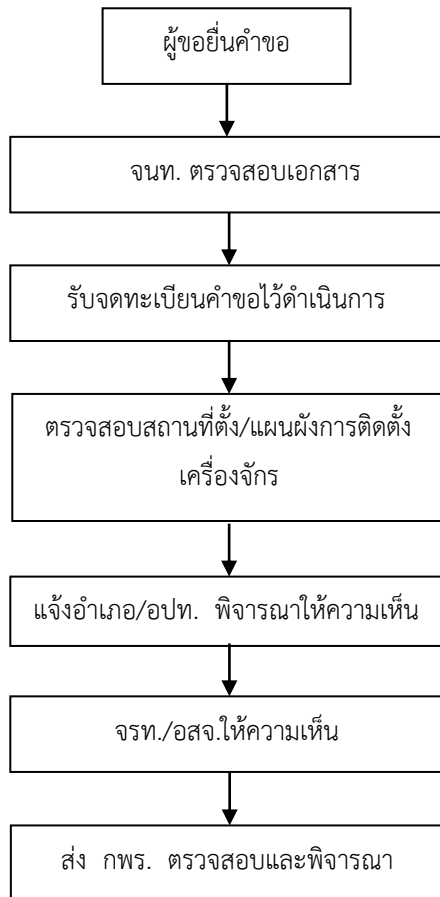 ผู้ขอยื่นคำขอ
จนท. ตรวจสอบเอกสาร
รับจดทะเบียนคำขอไว้ดำเนินการ
ตรวจสอบสถานที่ตั้ง/แผนผังการติดตั้ง
เครื่องจักร
แจ้งอำเภอ/อปท. พิจารณาให้ความเห็น
จรท./อสจ.ให้ความเห็น
ส่ง กพร. ตรวจสอบและพิจารณา